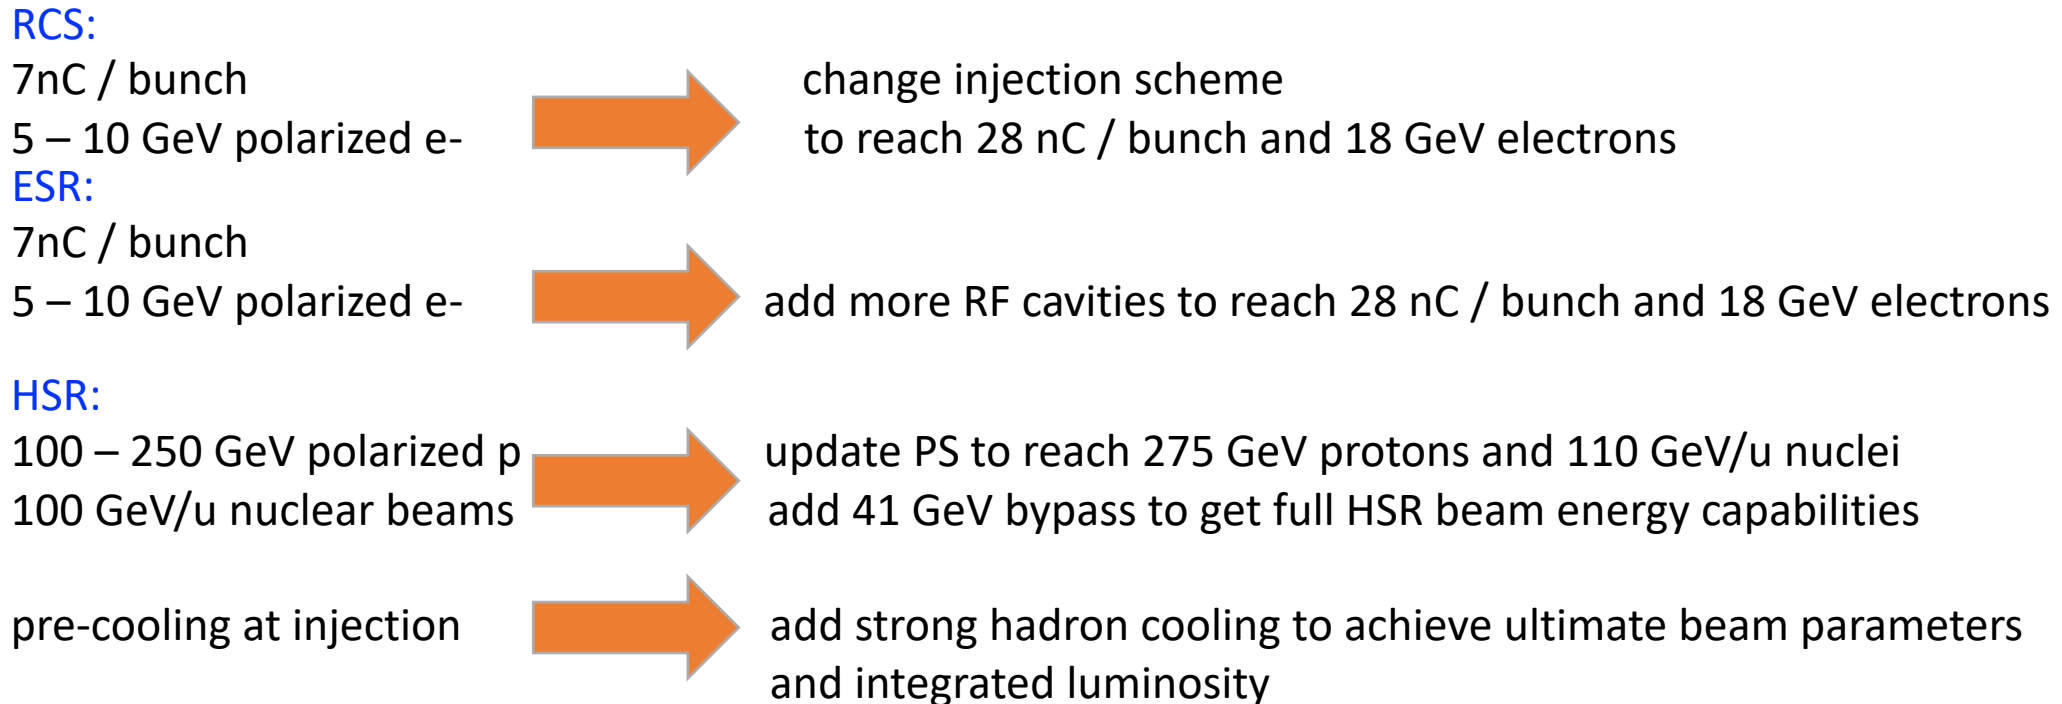 RCS:
7nC / bunch
change injection scheme
5 – 10 GeV polarized e-
to reach 28 nC / bunch and 18 GeV electrons
ESR:
7nC / bunch
5 – 10 GeV polarized e-
add more RF cavities to reach 28 nC / bunch and 18 GeV electrons
HSR:
100 – 250 GeV polarized p
update PS to reach 275 GeV protons and 110 GeV/u nuclei
100 GeV/u nuclear beams
add 41 GeV bypass to get full HSR beam energy capabilities
pre-cooling at injection
add strong hadron cooling to achieve ultimate beam parameters
and integrated luminosity